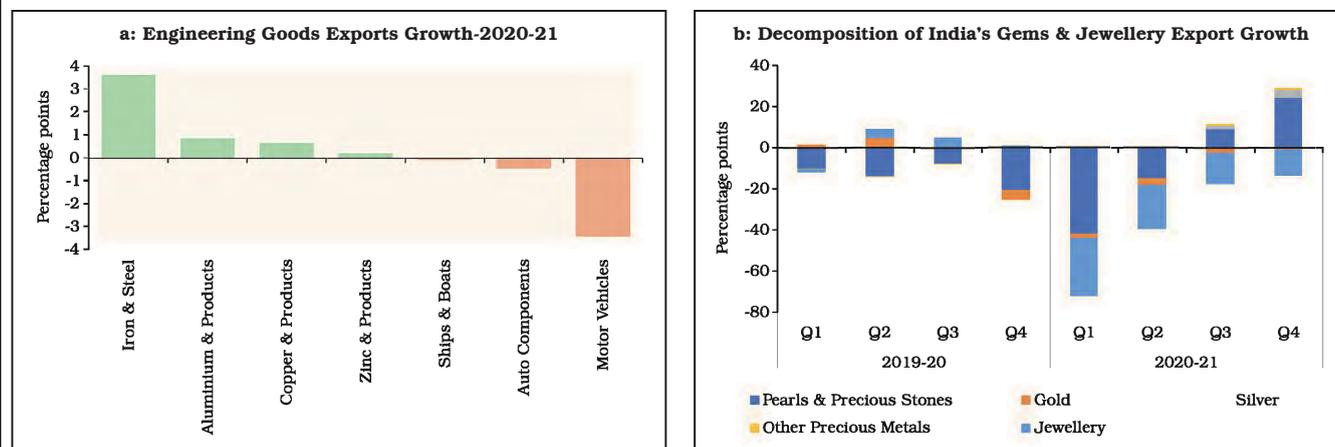 a: Engineering Goods Exports Growth-2020-21
Percentage points
4
3
2
1
0
-1
-2
-3
-4
Iron & Steel
Aluminium & Products
Copper & Products
Zinc & Products
Ships & Boats
Auto Components
Motor Vehicles
b: Decomposition of India's Gems & Jewellery Export Growth
Percentage points
40
20
0
-20
-40
-60
-80
Q1 Q2 Q3 Q4 Q1 Q2 Q3 Q4
2019-20 2020-21
Pearls & Precious Stones Gold Silver
Other Precious Metals Jewellery